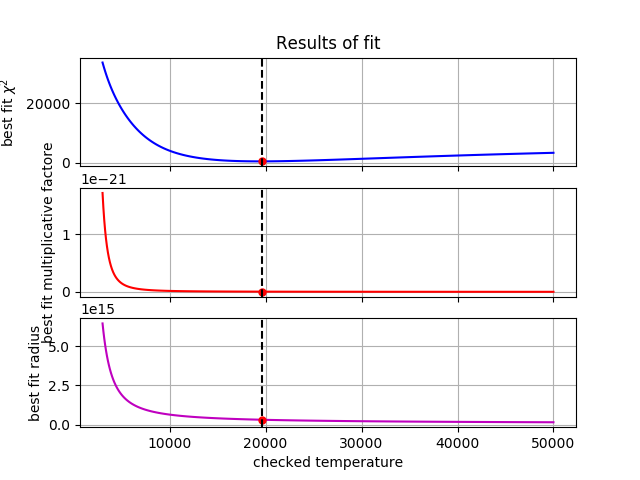 Results of fit
best fit χ²
20000
0
1e−21
best fit multiplicative factore
1
0
1e15
best fit radius
5.0
2.5
0.0
10000 20000 30000 40000 50000
checked temperature